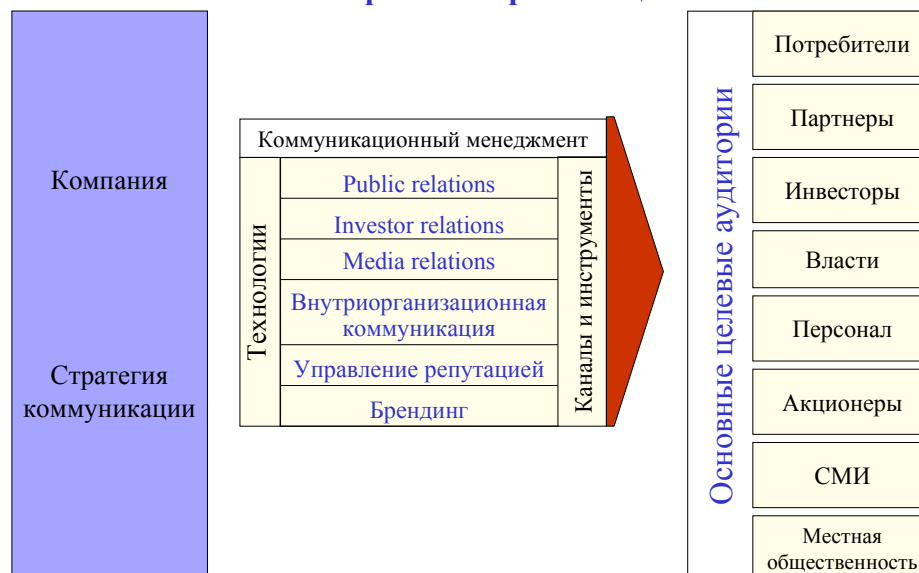 Компания
Стратегия
коммуникации
Коммуникационный менеджмент
Технологии
Public relations
Investor relations
Media relations
Внутриорганизационная
коммуникация
Управление репутацией
Брендинг
Каналы и инструменты
Основные целевые аудитории
Потребители
Партнеры
Инвесторы
Власти
Персонал
Акционеры
СМИ
Местная
общественность